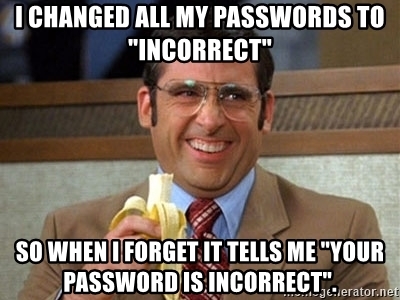 I CHANGED ALL MY PASSWORDS TO
"INCORRECT"
SO WHEN I FORGET IT TELLS ME "YOUR
PASSWORD IS INCORRECT".